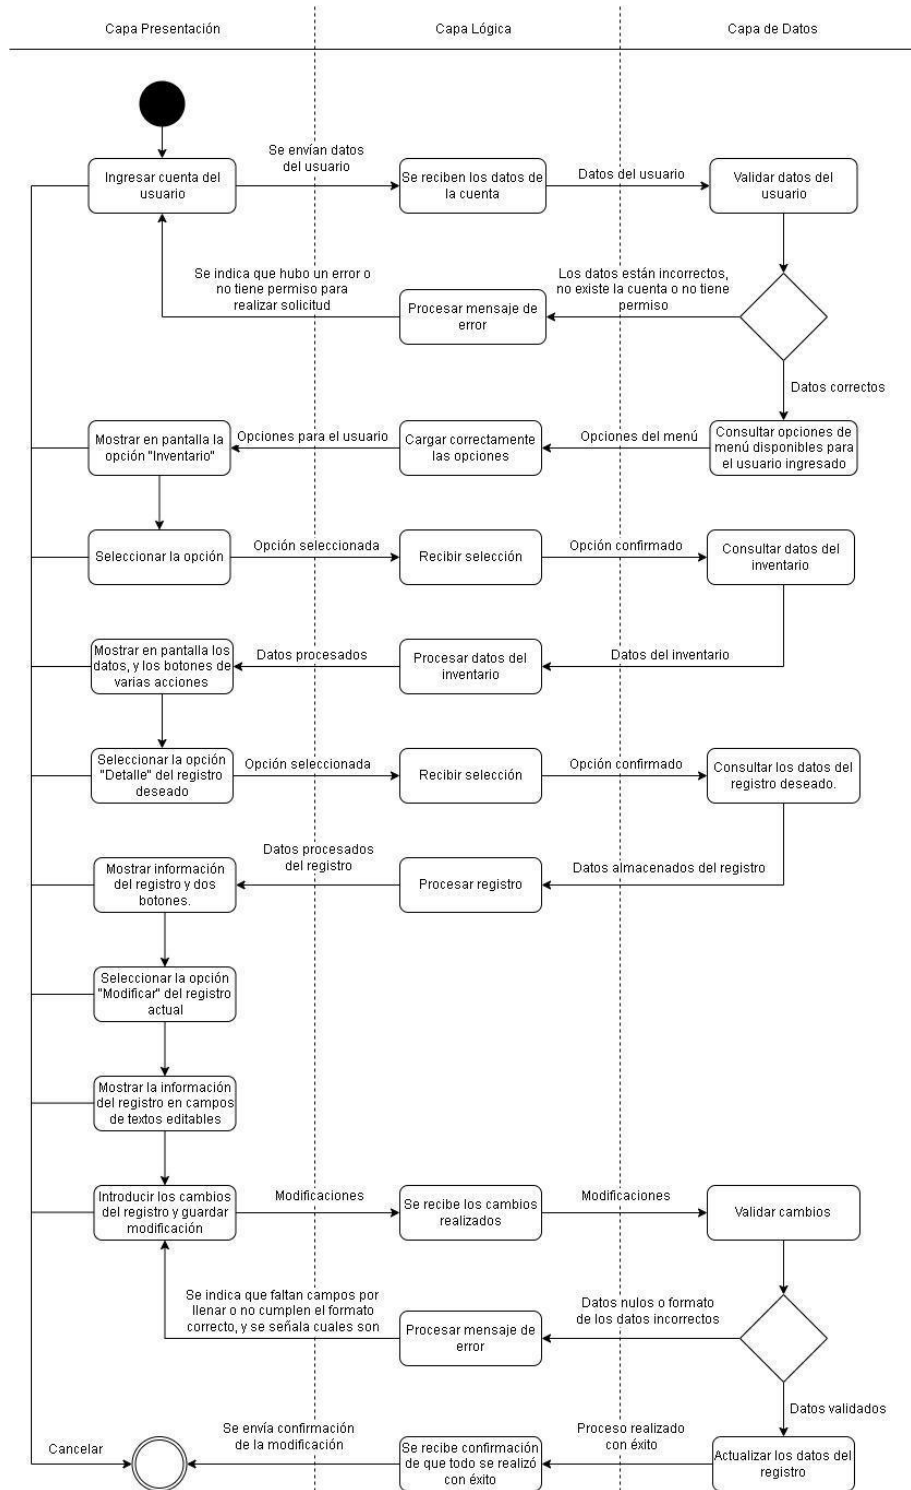 Capa Presentación
Capa Lógica
Capa de Datos
Se envían datos
del usuario
Ingresar cuenta del
usuario
Se reciben los datos de
la cuenta
Datos del usuario
Validar datos del
usuario
Se indica que hubo un error o
no tiene permiso para
realizar solicitud
Procesar mensaje de
error
Los datos están incorrectos,
no existe la cuenta o no tiene
permiso
Datos correctos
Mostrar en pantalla la
opción "Inventario"
Opciones para el usuario
Cargar correctamente
las opciones
Opciones del menú
Consultar opciones de
menú disponibles para
el usuario ingresado
Seleccionar la opción
Opción seleccionada
Recibir selección
Opción confirmado
Consultar datos del
inventario
Mostrar en pantalla los
datos, y los botones de
varias acciones
Datos procesados
Procesar datos del
inventario
Datos del inventario
Seleccionar la opción
"Detalle" del registro
deseado
Opción seleccionada
Recibir selección
Opción confirmado
Consultar los datos del
registro deseado.
Mostrar información
del registro y dos
botones.
Datos procesados
del registro
Procesar registro
Datos almacenados del registro
Seleccionar la opción
"Modificar" del registro
actual
Mostrar la información
del registro en campos
de textos editables
Introducir los cambios
del registro y guardar
modificación
Modificaciones
Se recibe los cambios
realizados
Modificaciones
Validar cambios
Se indica que faltan campos por
llenar o no cumplen el formato
correcto, y se señala cuales son
Procesar mensaje de
error
Datos nulos o formato
de los datos incorrectos
Datos validados
Cancelar
Se envía confirmación
de la modificación
Se recibe confirmación
de que todo se realizó
con éxito
Proceso realizado
con éxito
Actualizar los datos del
registro